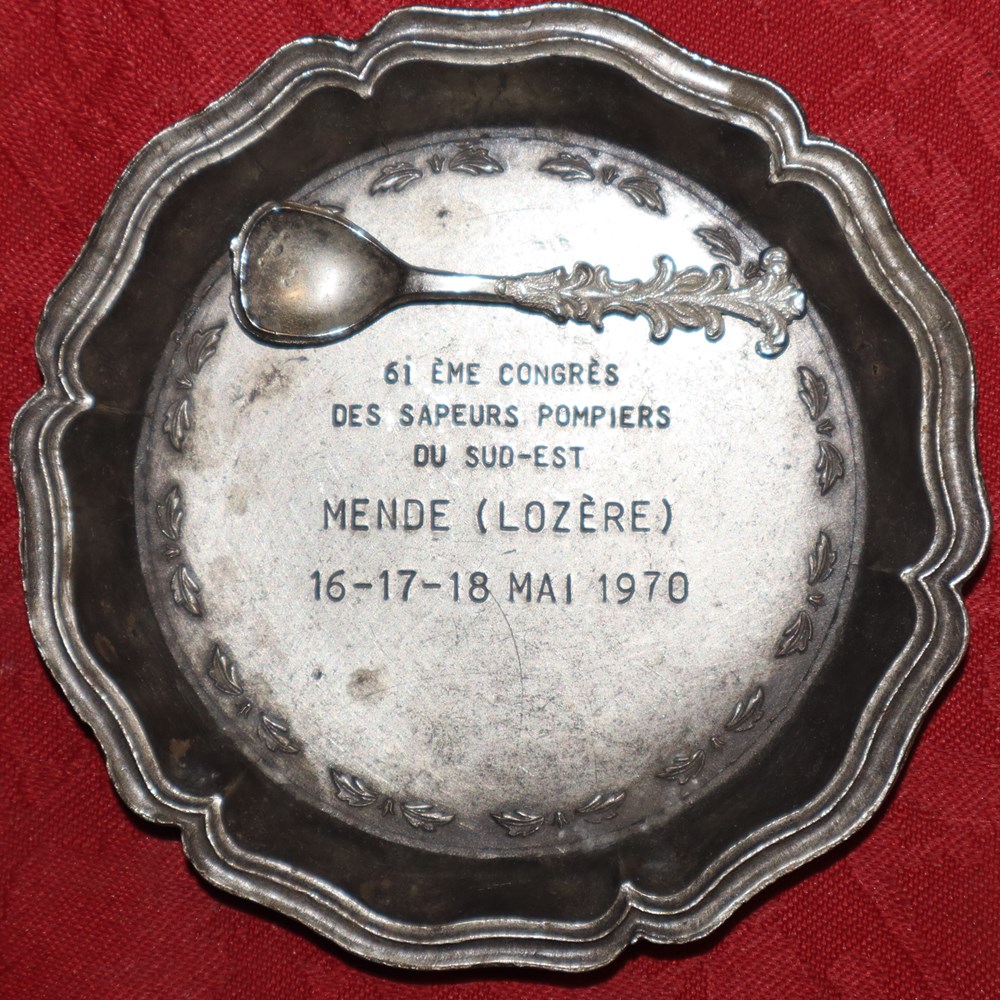 61 ÈME CONGRÈS
DES SAPEURS POMPIERS
DU SUD-EST
MENDE (LOZÈRE)
16-17-18 MAI 1970